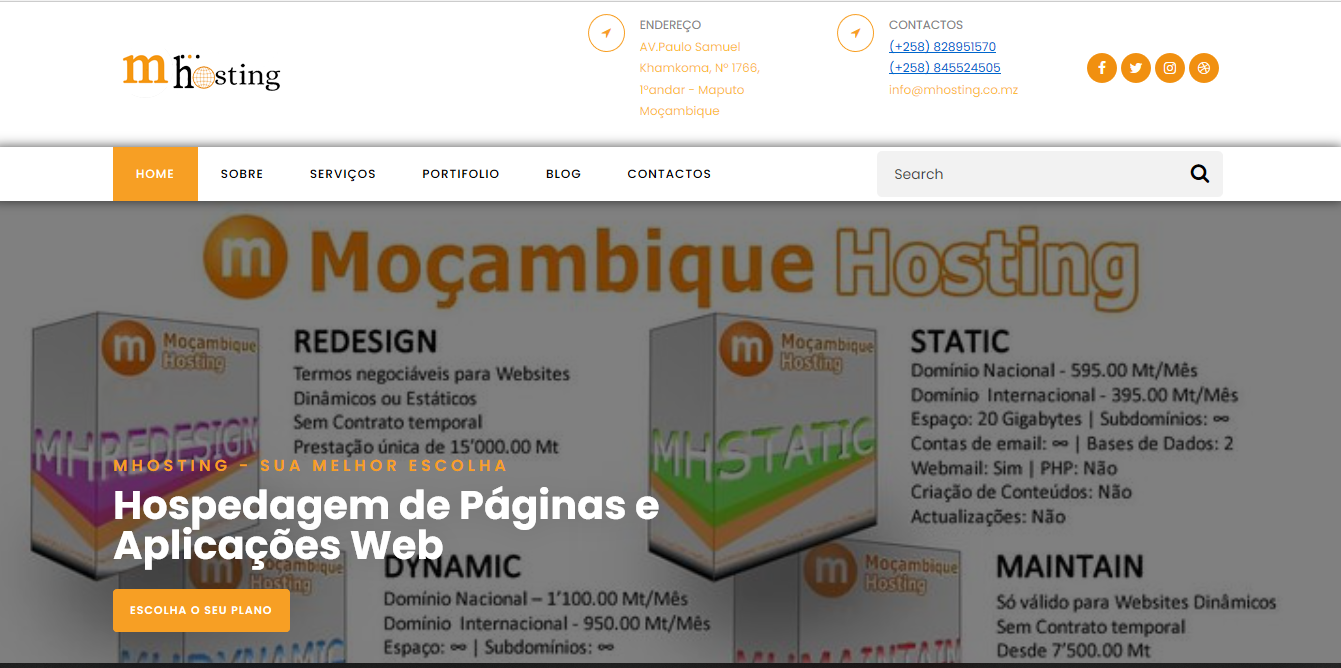 mhosting
ENDEREÇO
AV.Paulo Samuel
Khamkoma, Nº 1766,
1ºandar - Maputo
Moçambique
CONTACTOS
(+258) 828951570
(+258) 845524505
info@mhosting.co.mz
HOME
SOBRE
SERVIÇOS
PORTIFOLIO
BLOG
CONTACTOS
Search
m Moçambique Hosting
m Moçambique
Hosting
MHREDESIGN
REDESIGN
Termos negociáveis para Websites
Dinâmicos ou Estáticos
Sem Contrato temporal
Prestação única de 15’000.00 Mt
m Moçambique
Hosting
MHSTATIC
STATIC
Domínio Nacional - 595.00 Mt/Mês
Domínio Internacional - 395.00 Mt/Mês
Espaço: 20 Gigabytes | Subdomínios: ∞
Contas de email: ∞ | Bases de Dados: 2
Webmail: Sim | PHP: Não
Criação de Conteúdos: Não
Actualizações: Não
MHOSTING - SUA MELHOR ESCOLHA
Hospedagem de Páginas e
Aplicações Web
ESCOLHA O SEU PLANO
m Moçambique
Hosting
MHDYNAMIC
DYNAMIC
Domínio Nacional – 1’100.00 Mt/Mês
Domínio Internacional - 950.00 Mt/Mês
Espaço: ∞ | Subdomínios: ∞
m Moçambique
Hosting
MHMAINTAIN
MAINTAIN
Só válido para Websites Dinâmicos
Sem Contrato temporal
Desde 7’500.00 Mt